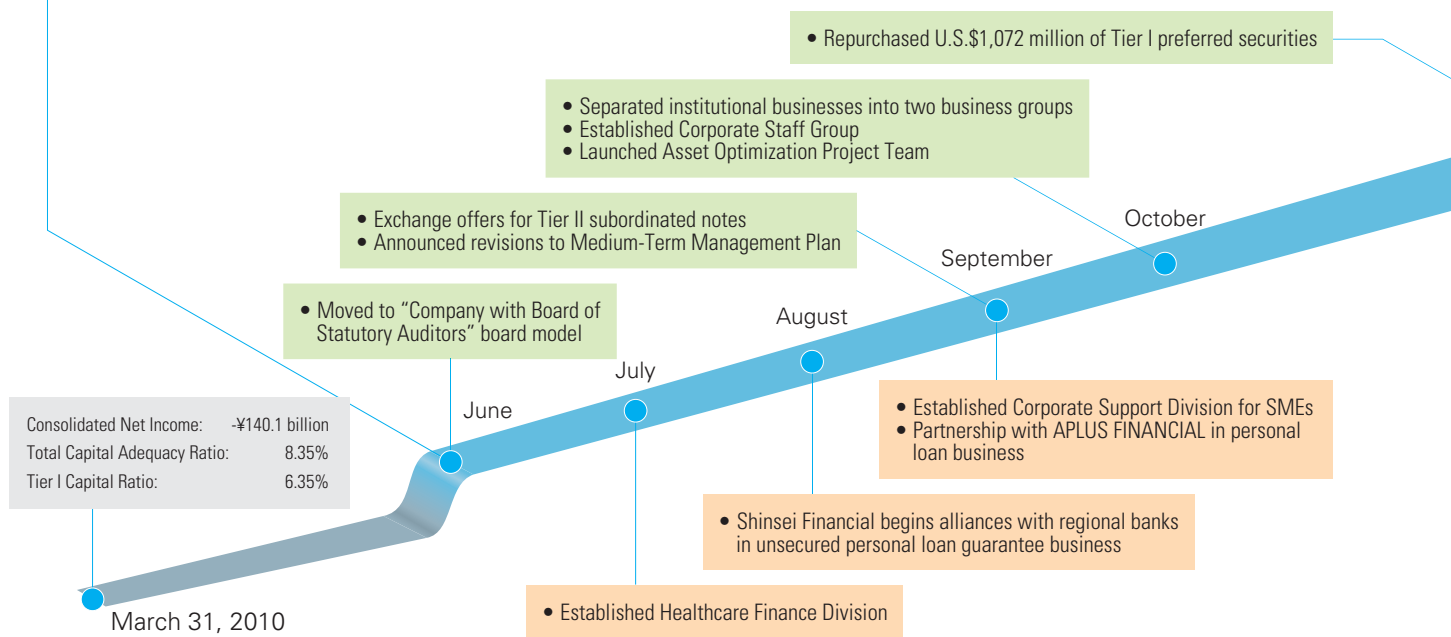 • Repurchased U.S.$1,072 million of Tier I preferred securities
• Separated institutional businesses into two business groups
• Established Corporate Staff Group
• Launched Asset Optimization Project Team
• Exchange offers for Tier II subordinated notes
• Announced revisions to Medium-Term Management Plan
October
September
• Moved to “Company with Board of
Statutory Auditors” board model
August
July
June
Consolidated Net Income: -¥140.1 billion
Total Capital Adequacy Ratio: 8.35%
Tier I Capital Ratio: 6.35%
• Established Corporate Support Division for SMEs
• Partnership with APLUS FINANCIAL in personal
loan business
• Shinsei Financial begins alliances with regional banks
in unsecured personal loan guarantee business
• Established Healthcare Finance Division
March 31, 2010